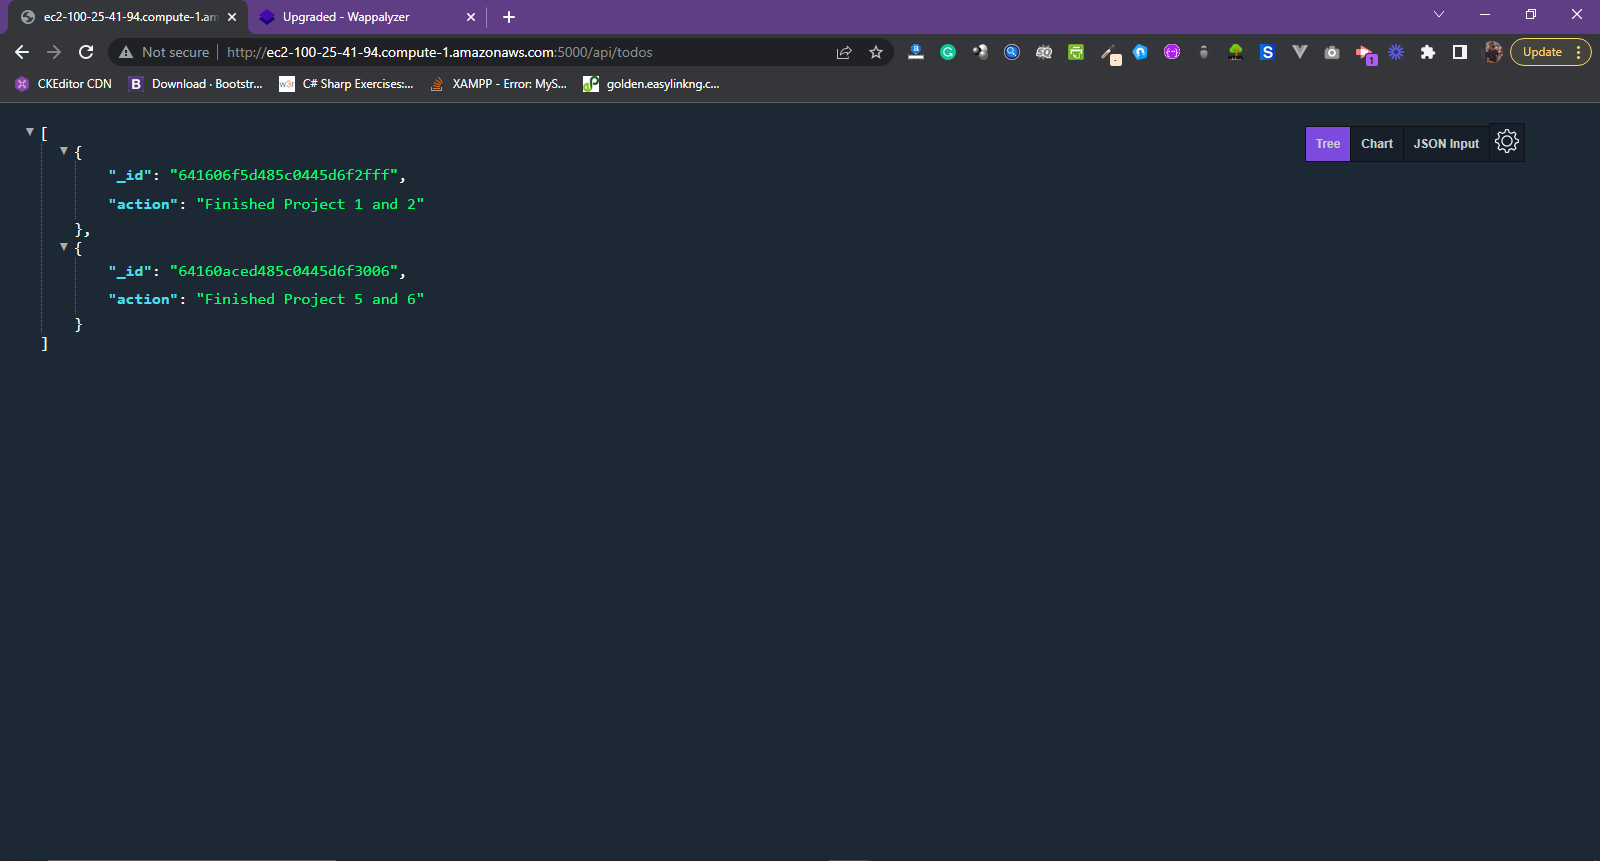 ec2-100-25-41-94.compute-1.am
Upgraded - Wappalyzer
Not secure
http://ec2-100-25-41-94.compute-1.amazonaws.com:5000/api/todos
Update
CKEditor CDN
Download · Bootstr...
C# Sharp Exercises:...
XAMPP - Error: MyS...
golden.easylinkng.c...
Tree
Chart
JSON Input
[
{
"_id": "641606f5d485c0445d6f2fff",
"action": "Finished Project 1 and 2"
},
{
"_id": "64160aced485c0445d6f3006",
"action": "Finished Project 5 and 6"
}
]